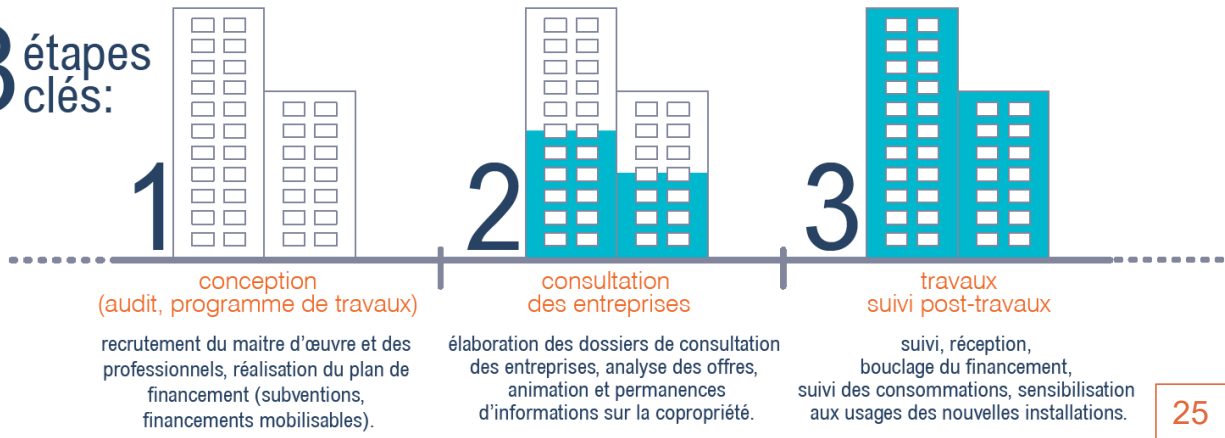 3 étapes
clés:
1
2
3
conception
(audit, programme de travaux)
recrutement du maitre d'œuvre et des
professionnels, réalisation du plan de
financement (subventions,
financements mobilisables).
consultation
des entreprises
élaboration des dossiers de consultation
des entreprises, analyse des offres,
animation et permanences
d'informations sur la copropriété.
travaux
suivi post-travaux
suivi, réception,
bouclage du financement,
suivi des consommations, sensibilisation
aux usages des nouvelles installations.
25